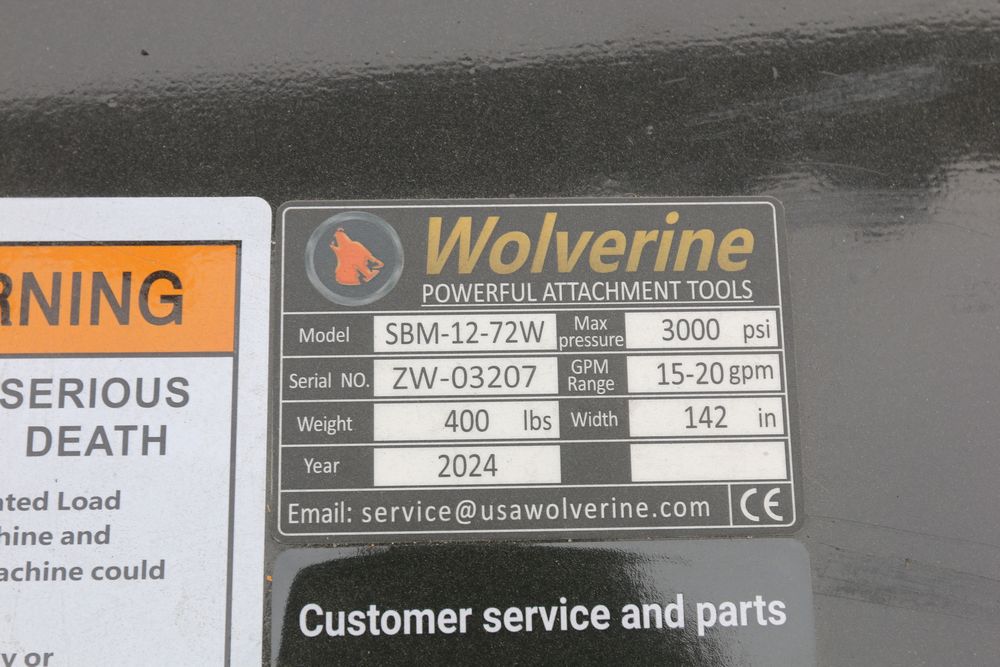 RNING
SERIOUS
DEATH
ated Load
hine and
achine could
y or
Wolverine
POWERFUL ATTACHMENT TOOLS
Model SBM-12-72W Max pressure 3000 psi
Serial NO. ZW-03207 GPM Range 15-20 gpm
Weight 400 lbs Width 142 in
Year 2024
Email: service@usawolverine.com CE
Customer service and parts